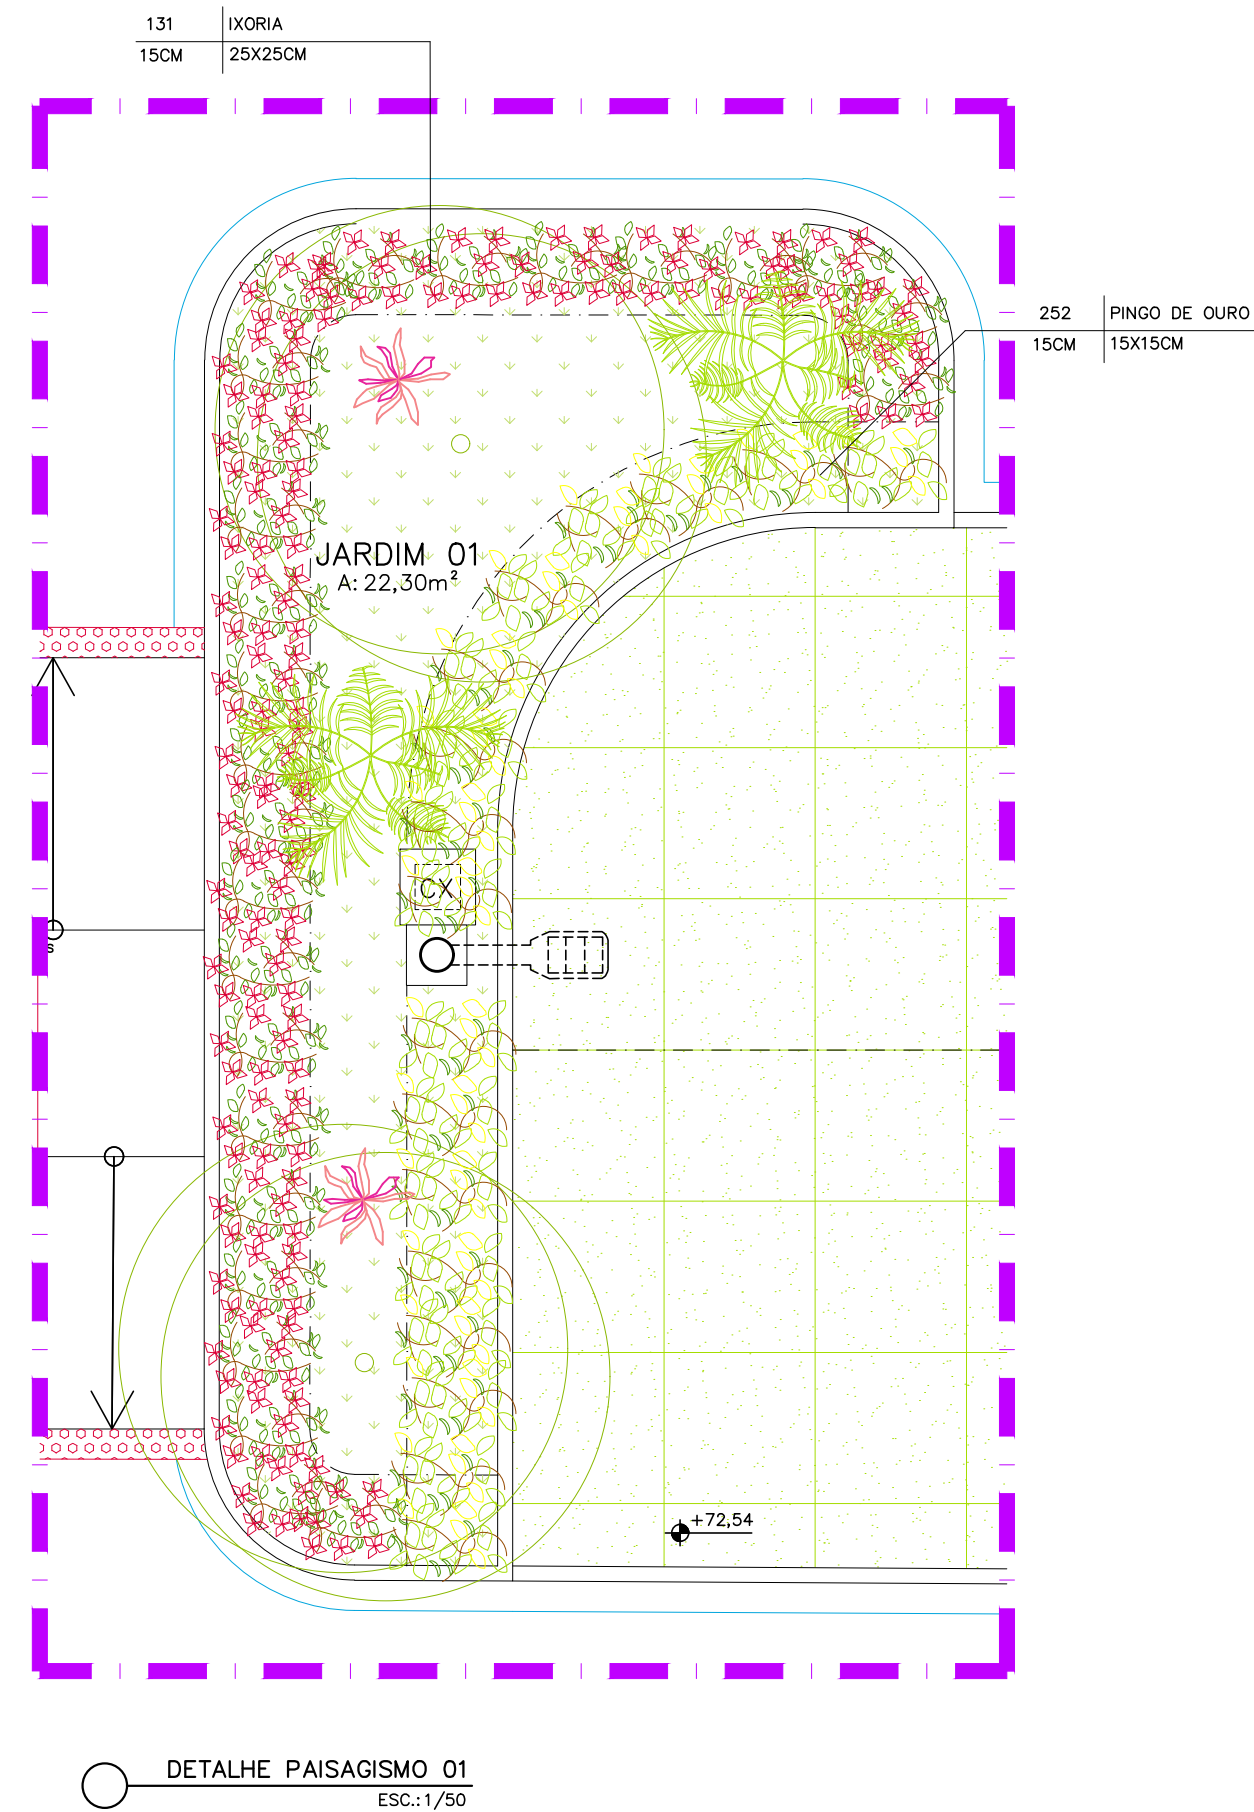 131 IXORIA
15CM 25X25CM
252 PINGO DE OURO
15CM 15X15CM
JARDIM 01
A: 22,30m²
CX
s
+72,54
DETALHE PAISAGISMO 01
ESC.: 1/50